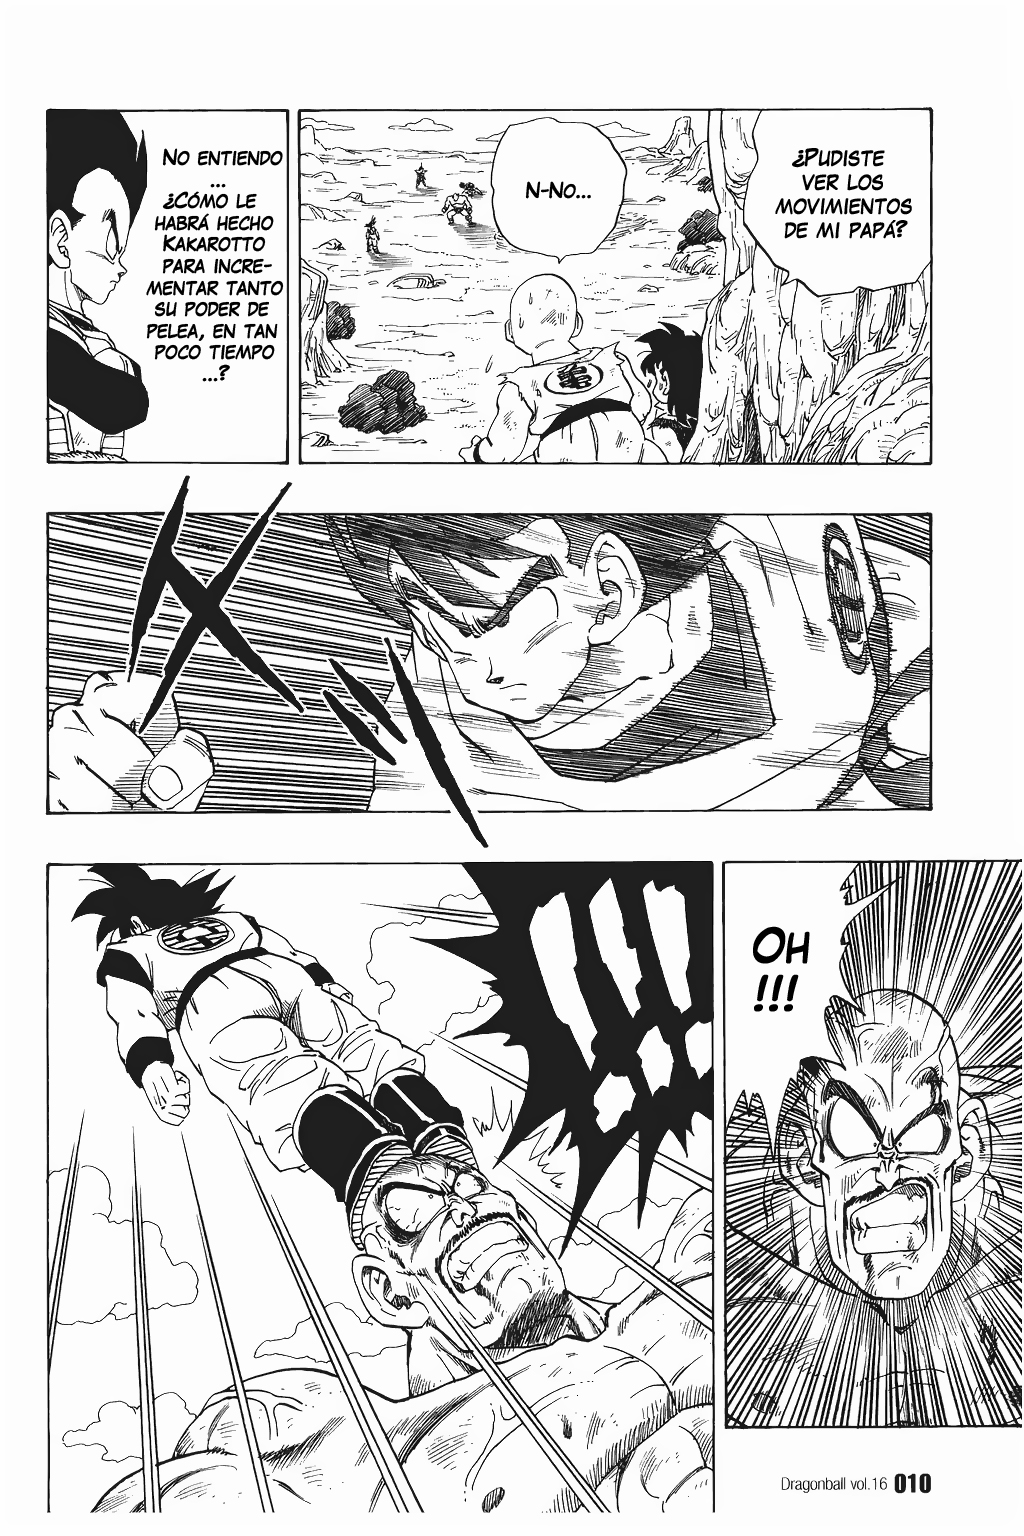 NO ENTIENDO
...
¿CÓMO LE
HABRÁ HECHO
KAKAROTTO
PARA INCRE-
MENTAR TANTO
SU PODER DE
PELEA, EN TAN
POCO TIEMPO
...?
N-NO...
¿PUDISTE
VER LOS
MOVIMIENTOS
DE MI PAPÁ?
!!!
OH
!!!
Dragonball vol.16 010